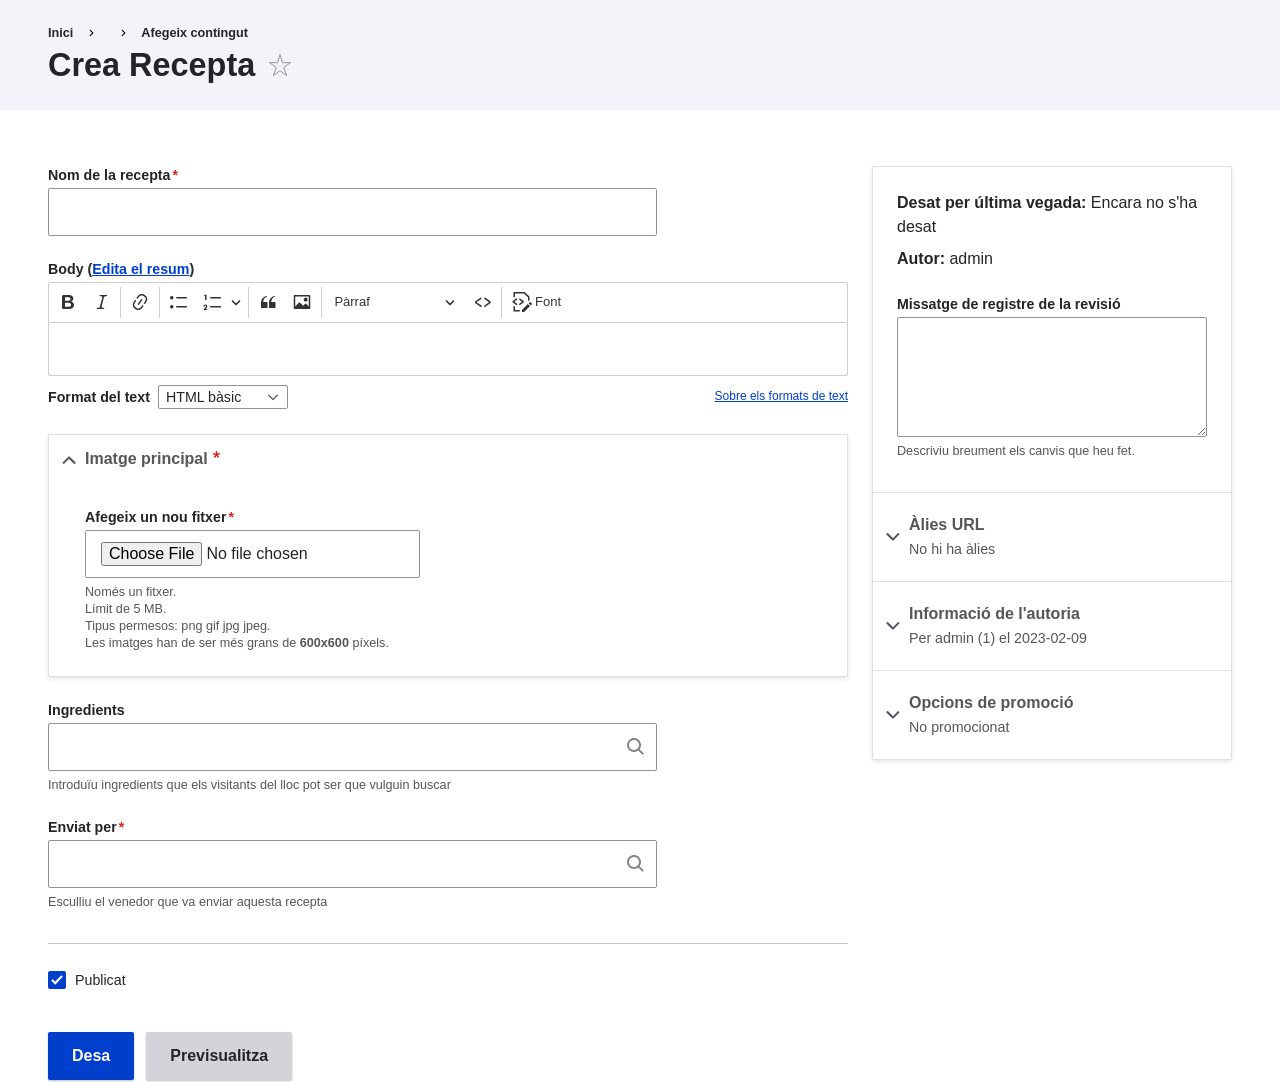 Inici › › Afegeix contingut
Crea Recepta ☆
Nom de la recepta*
Body (Edita el resum)
Pàrraf
Font
Format del text HTML bàsic
Sobre els formats de text
Imatge principal *
Afegeix un nou fitxer*
Choose File No file chosen
Només un fitxer.
Límit de 5 MB.
Tipus permesos: png gif jpg jpeg.
Les imatges han de ser més grans de 600x600 píxels.
Ingredients
Introduïu ingredients que els visitants del lloc pot ser que vulguin buscar
Enviat per*
Esculliu el venedor que va enviar aquesta recepta
Publicat
Desa
Previsualitza
Desat per última vegada: Encara no s'ha
desat
Autor: admin
Missatge de registre de la revisió
Descriviu breument els canvis que heu fet.
Àlies URL
No hi ha àlies
Informació de l'autoria
Per admin (1) el 2023-02-09
Opcions de promoció
No promocionat